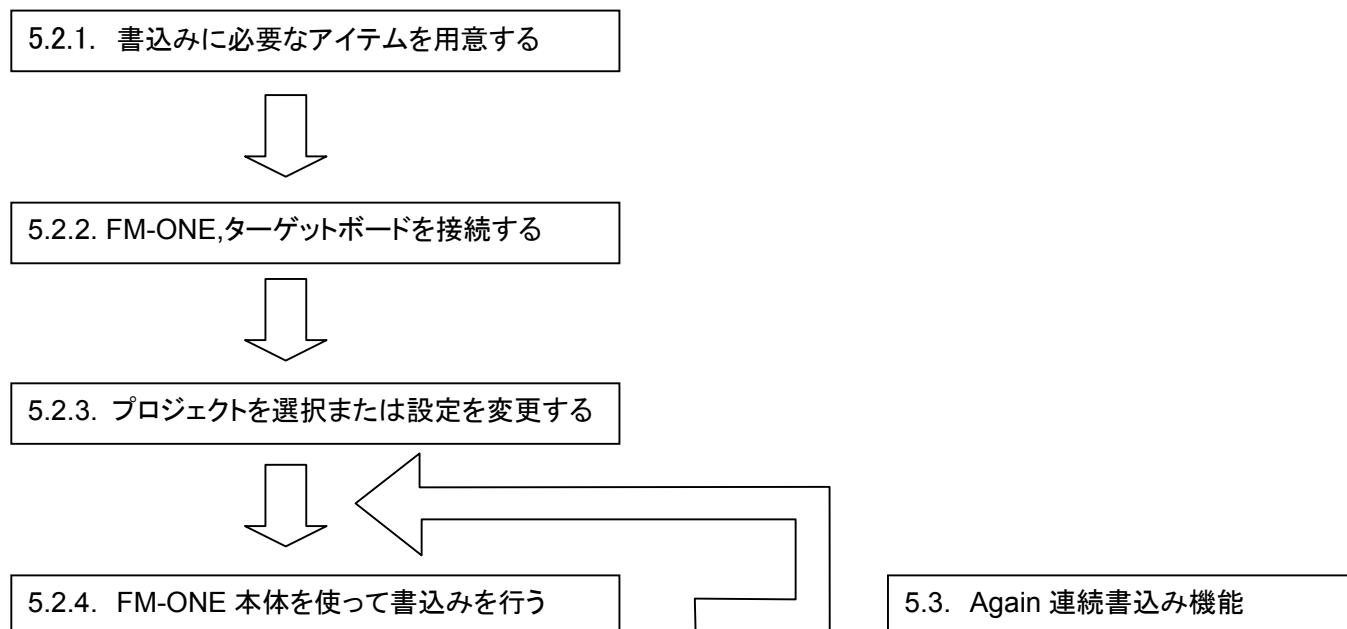 5.2.1. 書込みに必要なアイテムを用意する
5.2.2. FM-ONE,ターゲットボードを接続する
5.2.3. プロジェクトを選択または設定を変更する
5.2.4. FM-ONE 本体を使って書込みを行う
5.3. Again 連続書込み機能